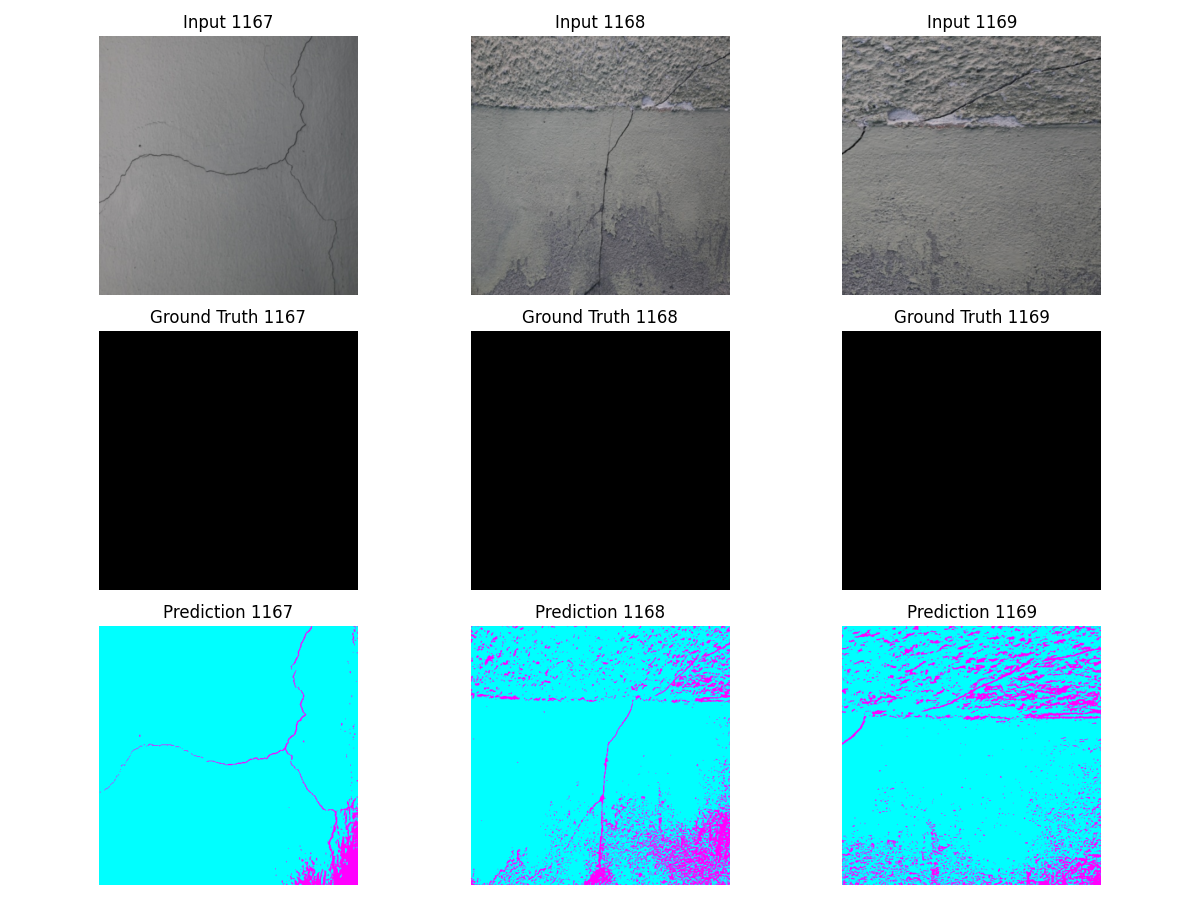 Input 1167
Input 1168
Input 1169
Ground Truth 1167
Ground Truth 1168
Ground Truth 1169
Prediction 1167
Prediction 1168
Prediction 1169